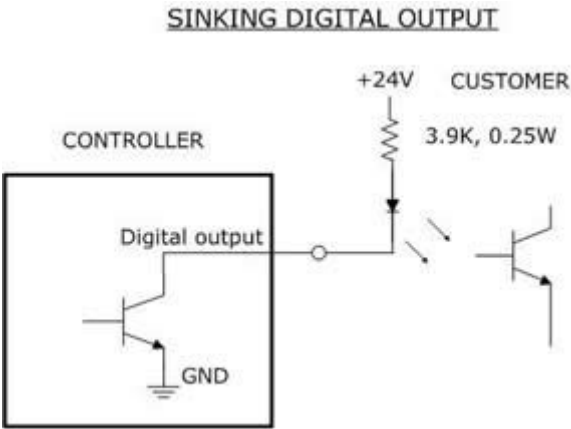 SINKING DIGITAL OUTPUT
+24V
CUSTOMER
CONTROLLER
3.9K, 0.25W
Digital output
GND